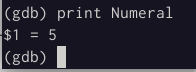 (gdb) print Numeral
$1 = 5
(gdb)